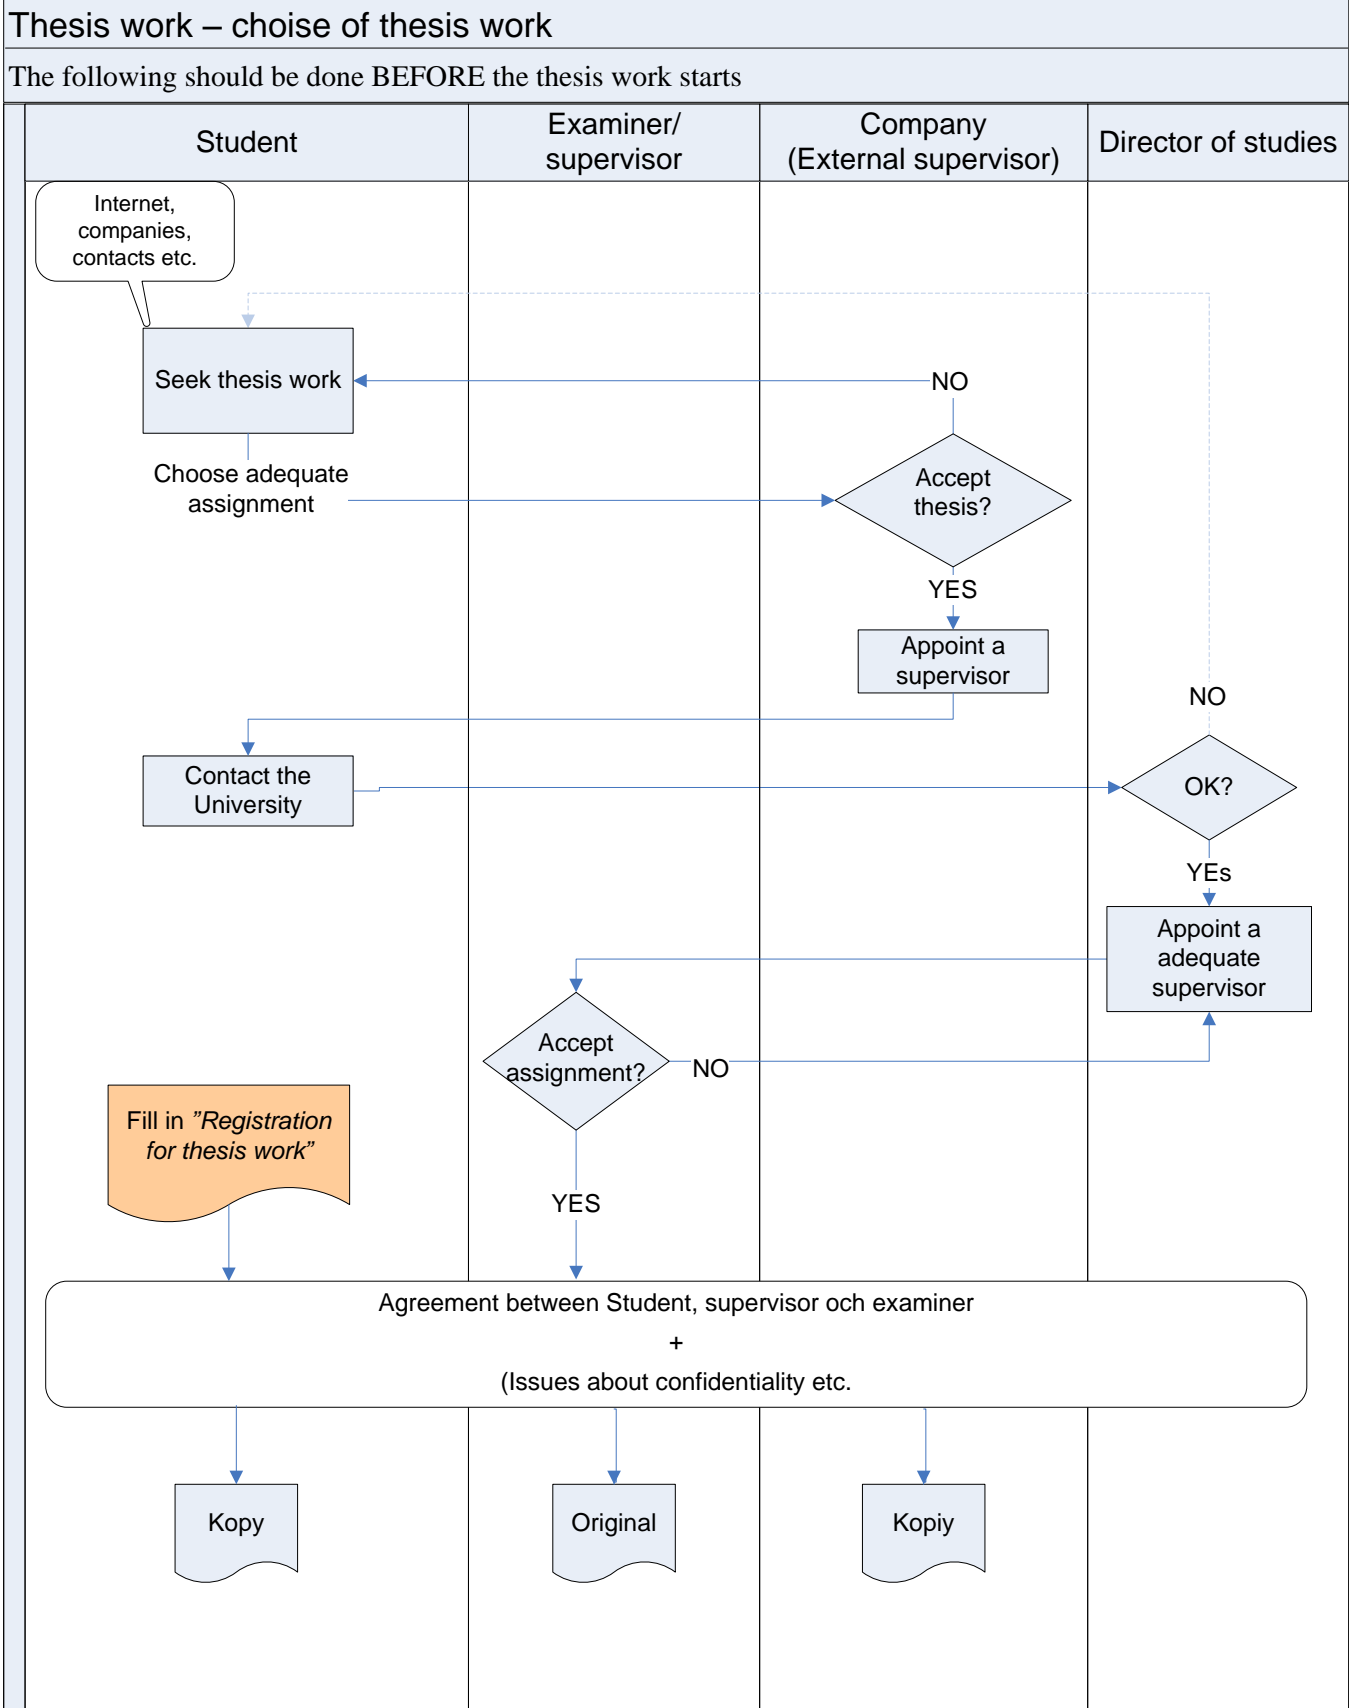 Thesis work – choise of thesis work
The following should be done BEFORE the thesis work starts
Student
Examiner/
supervisor
Company
(External supervisor)
Director of studies
Internet,
companies,
contacts etc.
Seek thesis work
NO
Choose adequate
assignment
Accept
thesis?
YES
Appoint a
supervisor
NO
Contact the
University
OK?
YEs
Appoint a
adequate
supervisor
Accept
assignment?
NO
Fill in ”Registration
for thesis work”
YES
Agreement between Student, supervisor och examiner
+
(Issues about confidentiality etc.
Kopy
Original
Kopiy